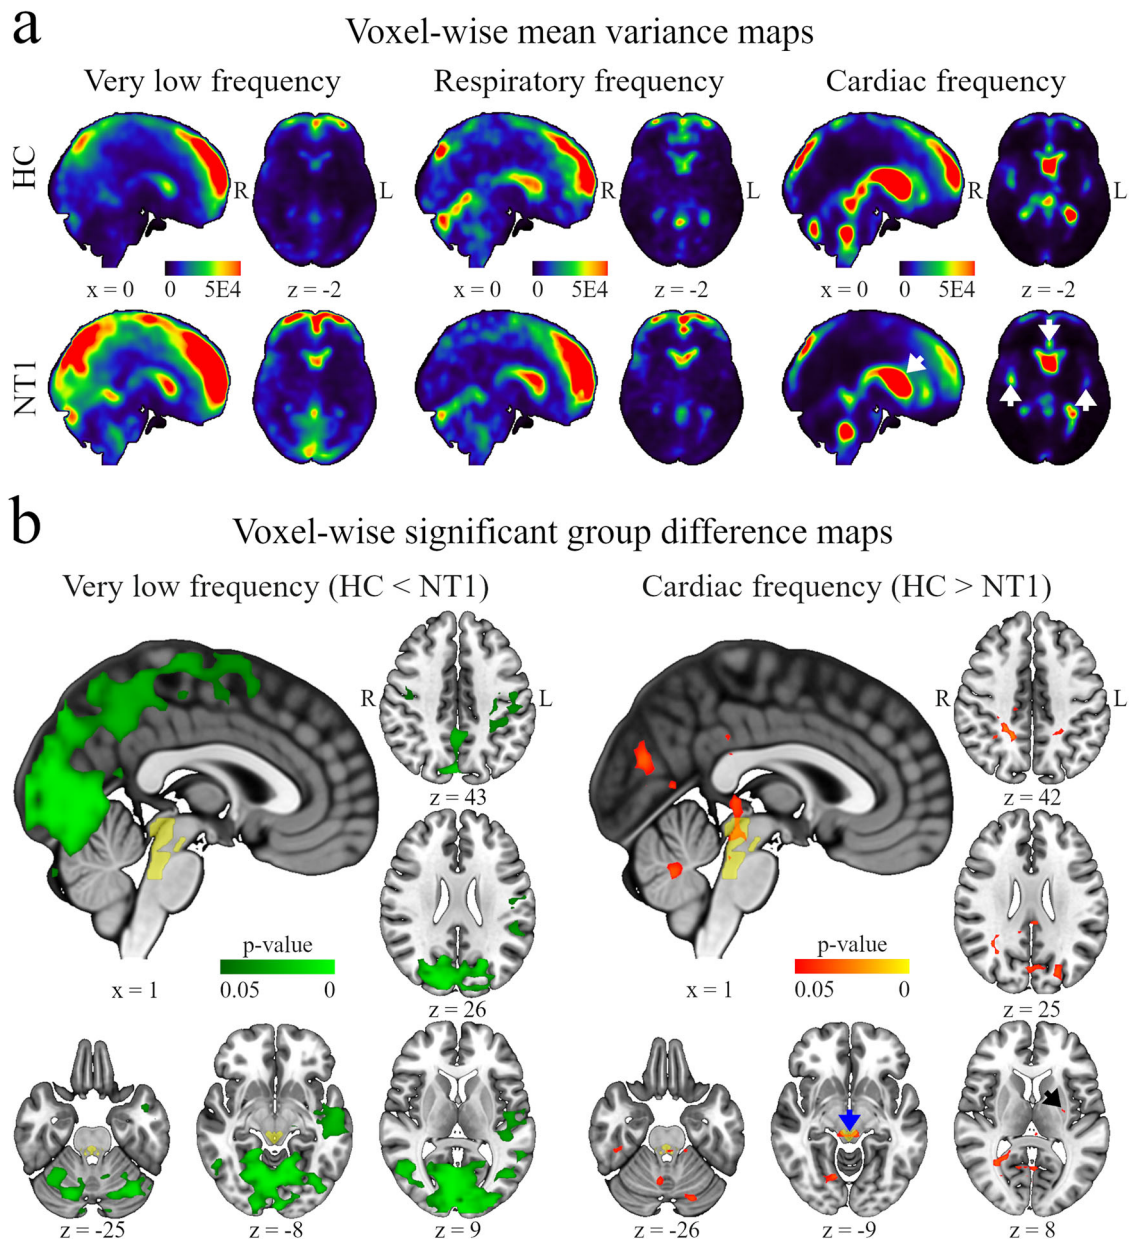 a
Voxel-wise mean variance maps
Very low frequency
Respiratory frequency
Cardiac frequency
HC
R
L
R
L
R
L
0
5E4
0
5E4
0
5E4
x = 0
z = -2
x = 0
z = -2
x = 0
z = -2
NT1
b
Voxel-wise significant group difference maps
Very low frequency (HC < NT1)
Cardiac frequency (HC > NT1)
R
L
R
L
z = 43
z = 42
p-value
0.05
0
p-value
0.05
0
x = 1
z = 26
x = 1
z = 25
z = -25
z = -8
z = 9
z = -26
z = -9
z = 8